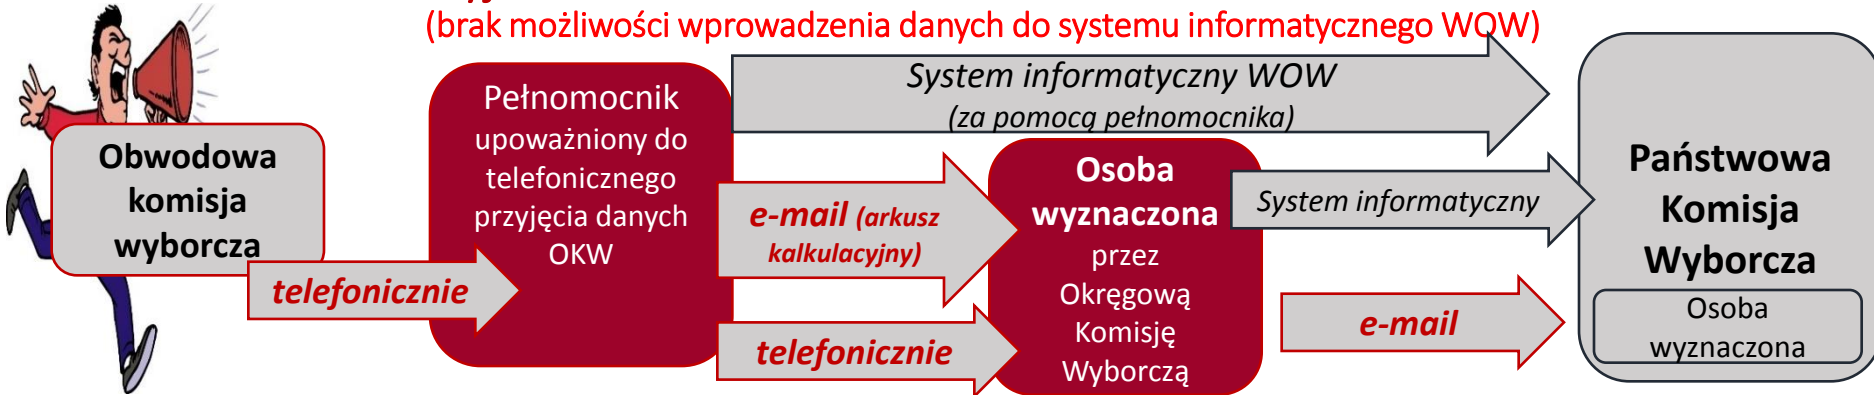 (brak możliwości wprowadzenia danych do systemu informatycznego WOW)
Obwodowa
komisja
wyborcza
telefonicznie
Pełnomocnik
upoważniony do
telefonicznego
przyjęcia danych
OKW
System informatyczny WOW
(za pomocą pełnomocnika)
e-mail (arkusz
kalkulacyjny)
telefonicznie
Osoba
wyznaczona
przez
Okręgową
Komisję
Wyborczą
System informatyczny
e-mail
Państwowa
Komisja
Wyborcza
Osoba
wyznaczona